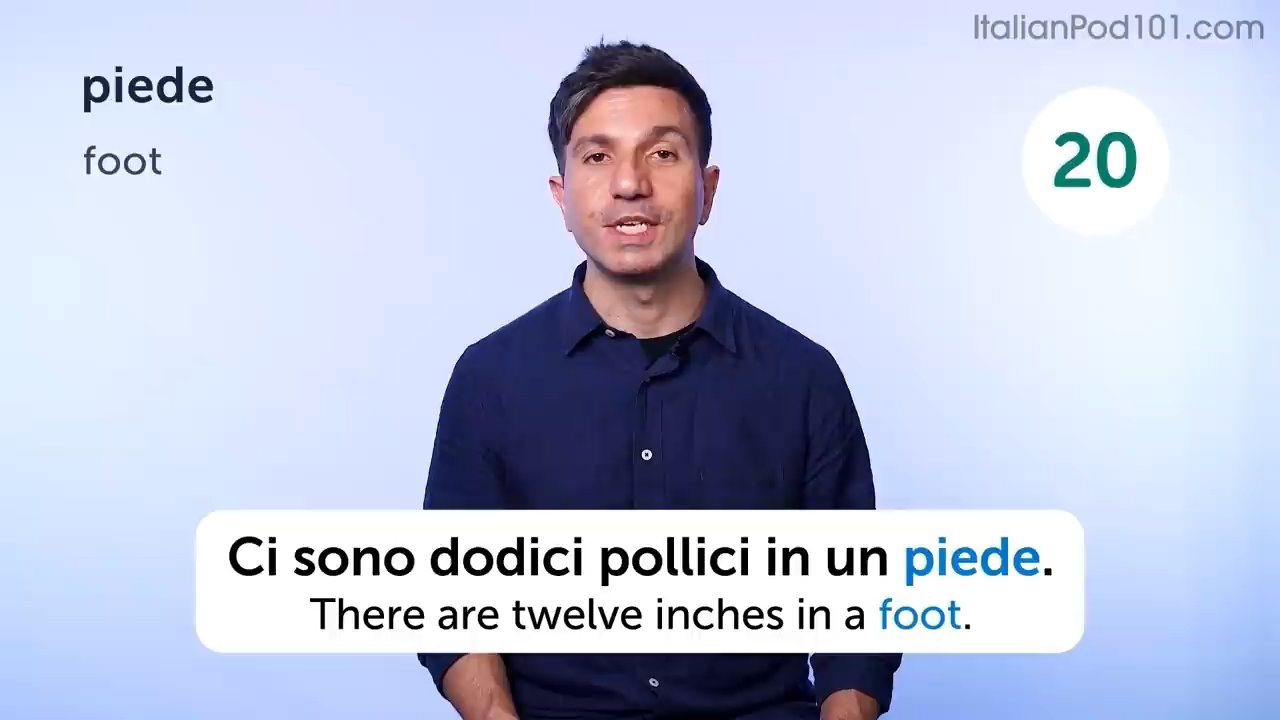 ItalianPod101.com
piede
foot
20
Ci sono dodici pollici in un piede.
There are twelve inches in a foot.